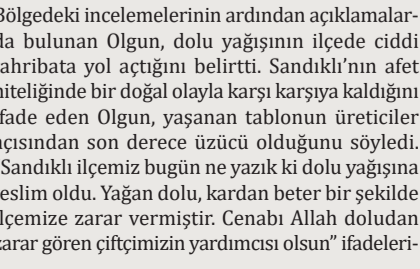 Bölgedeki incelemelerinin ardından açıklamalar-
da bulunan Olgun, dolu yağışının ilçede ciddi
tahribata yol açtığını belirtti. Sandıklı’nın afet
niteliğinde bir doğal olayla karşı karşıya kaldığını
ifade eden Olgun, yaşanan tablonun üreticiler
açısından son derece üzücü olduğunu söyledi.
“Sandıklı ilçemiz bugün ne yazık ki dolu yağışına
teslim oldu. Yağan dolu, kardan beter bir şekilde
ilçemize zarar vermiştir. Cenabı Allah doludan
zarar gören çiftçimizin yardımcısı olsun” ifadeleri-